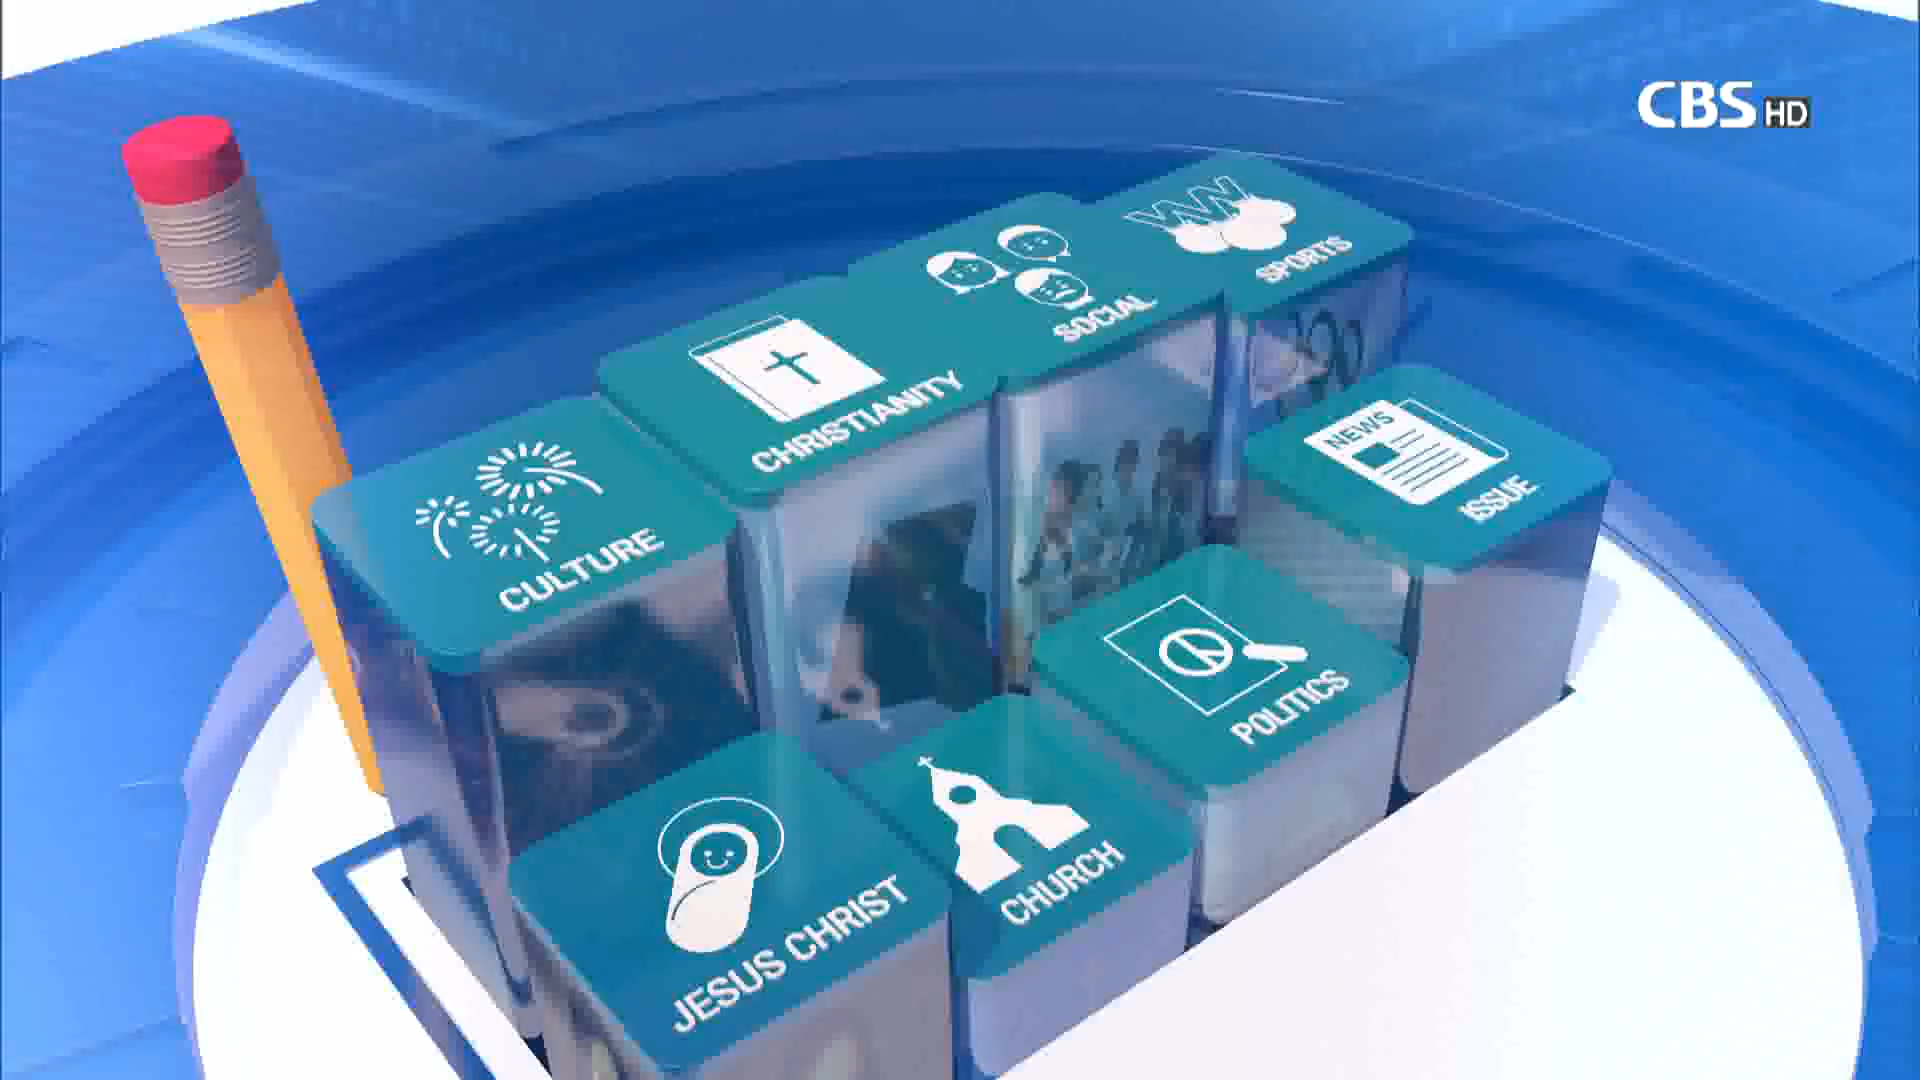 CBS HD
SPORTS
SOCIAL
CHRISTIANITY
NEWS
ISSUE
CULTURE
POLITICS
CHURCH
JESUS CHRIST